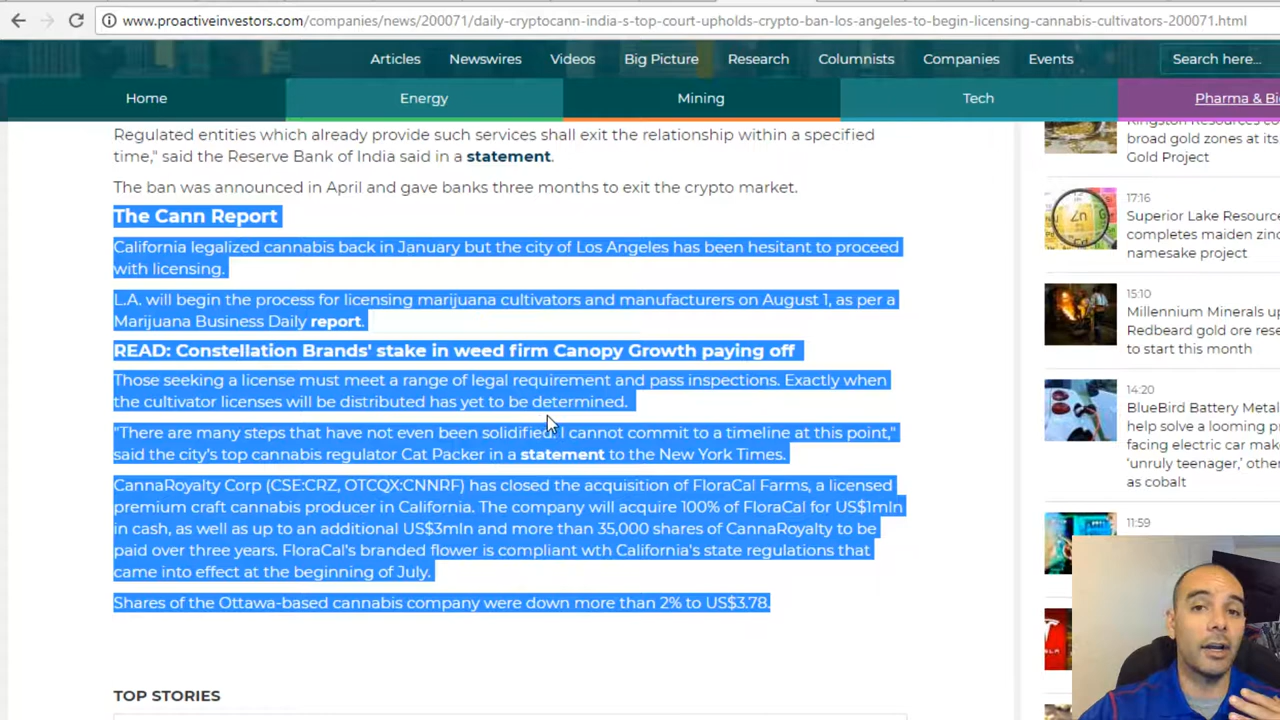 www.proactiveinvestors.com/companies/news/200071/daily-cryptocann-india-s-top-court-upholds-crypto-ban-los-angeles-to-begin-licensing-cannabis-cultivators-200071.html
Articles Newswires Videos Big Picture Research Columnists Companies Events Search here...
Home Energy Mining Tech Pharma & Bi
Regulated entities which already provide such services shall exit the relationship within a specified
time," said the Reserve Bank of India said in a statement.
The ban was announced in April and gave banks three months to exit the crypto market.
The Cann Report
California legalized cannabis back in January but the city of Los Angeles has been hesitant to proceed
with licensing.
L.A. will begin the process for licensing marijuana cultivators and manufacturers on August 1, as per a
Marijuana Business Daily report.
READ: Constellation Brands' stake in weed firm Canopy Growth paying off
Those seeking a license must meet a range of legal requirement and pass inspections. Exactly when
the cultivator licenses will be distributed has yet to be determined.
"There are many steps that have not even been solidified. I cannot commit to a timeline at this point,"
said the city's top cannabis regulator Cat Packer in a statement to the New York Times.
CannaRoyalty Corp (CSE:CRZ, OTCQX:CNNRF) has closed the acquisition of FloraCal Farms, a licensed
premium craft cannabis producer in California. The company will acquire 100% of FloraCal for US$1mln
in cash, as well as up to an additional US$3mln and more than 35,000 shares of CannaRoyalty to be
paid over three years. FloraCal's branded flower is compliant wth California's state regulations that
came into effect at the beginning of July.
Shares of the Ottawa-based cannabis company were down more than 2% to US$3.78.
TOP STORIES
Kingston Resources co
broad gold zones at its
Gold Project
17:16
Superior Lake Resource
completes maiden zinc
namesake project
15:10
Millennium Minerals up
Redbeard gold ore rese
to start this month
14:20
BlueBird Battery Metal
help solve a looming p
facing electric car mak
'unruly teenager,' othe
as cobalt
11:59
Zn
TESLA